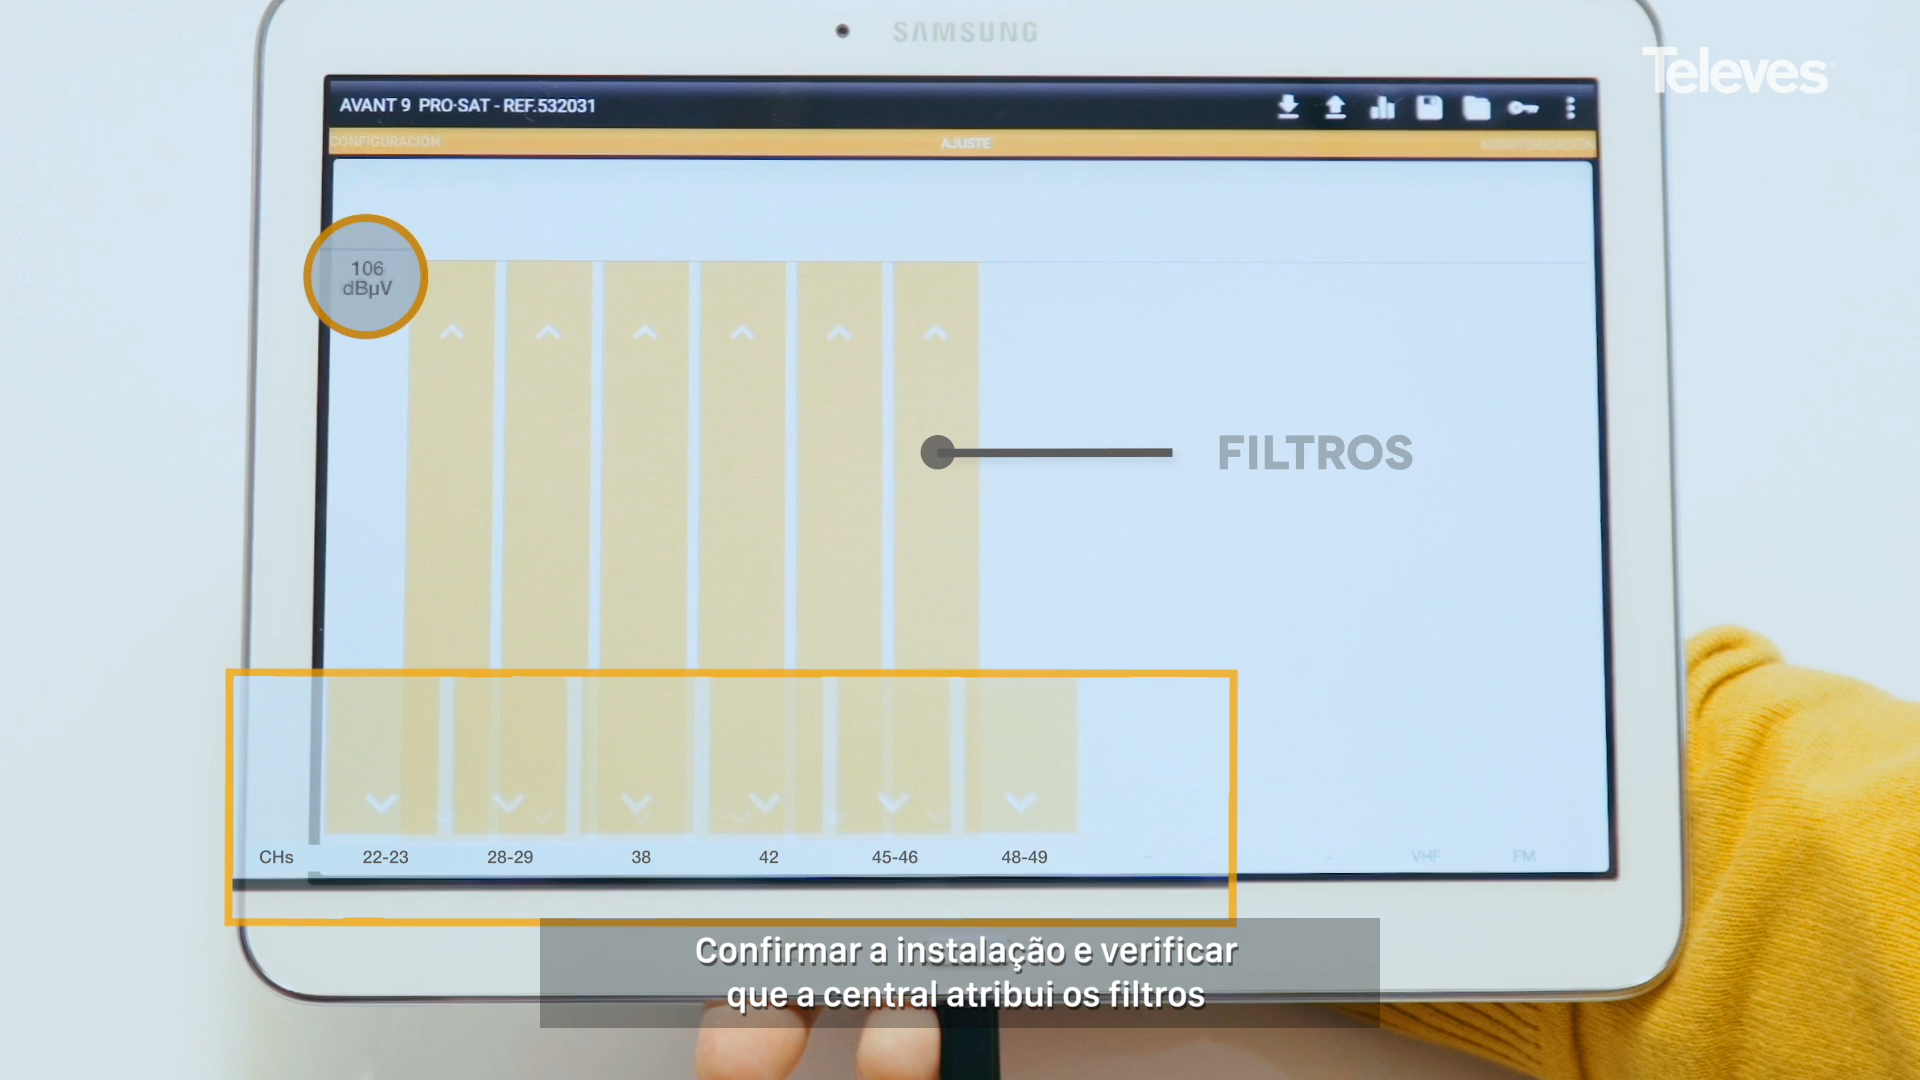 SAMSUNG
Televes
AVANT 9 PRO-SAT - REF.532031
CONFIGURACIÓN AJUSTE MONITORIZACIÓN
106
dBµV
FILTROS
CHs 22-23 28-29 38 42 45-46 48-49 VHF FM
Confirmar a instalação e verificar
que a central atribui os filtros